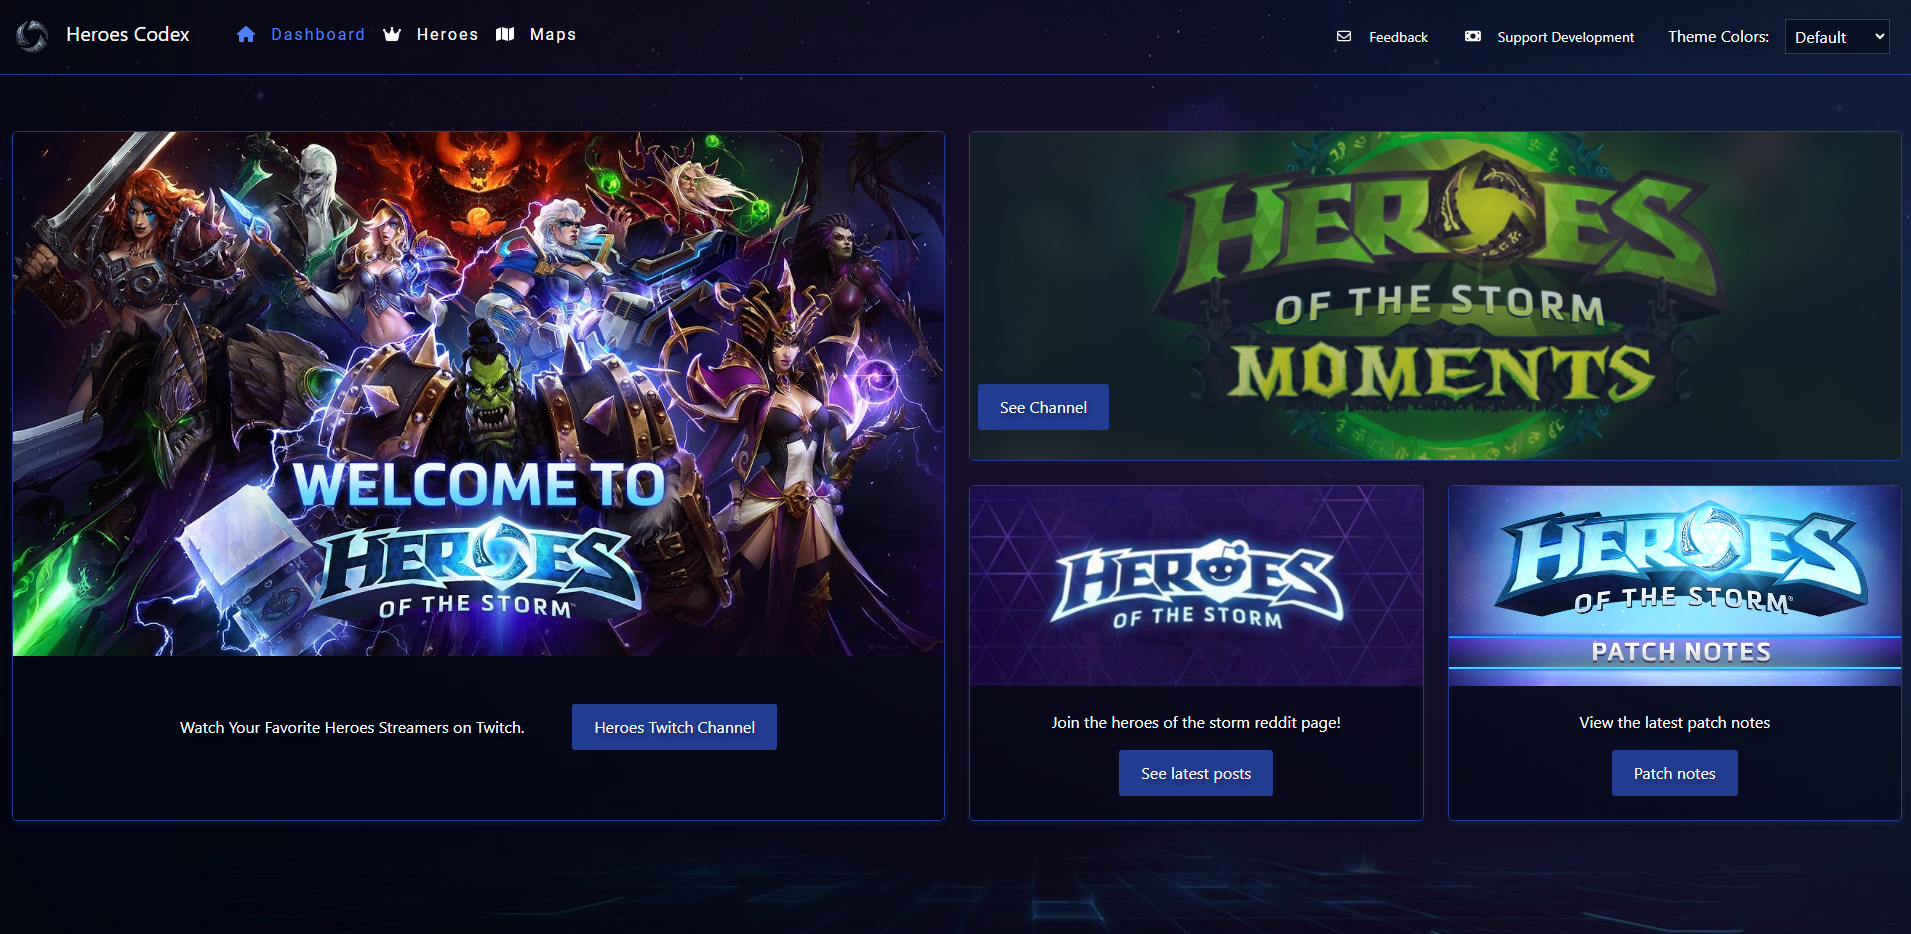 Heroes Codex
Dashboard
Heroes
Maps
Feedback
Support Development
Theme Colors:
Default
WELCOME TO
HEROES
OF THE STORM™
Watch Your Favorite Heroes Streamers on Twitch.
Heroes Twitch Channel
HEROES
OF THE STORM
MOMENTS
See Channel
HEROES
OF THE STORM
Join the heroes of the storm reddit page!
See latest posts
HEROES
OF THE STORM®
PATCH NOTES
View the latest patch notes
Patch notes